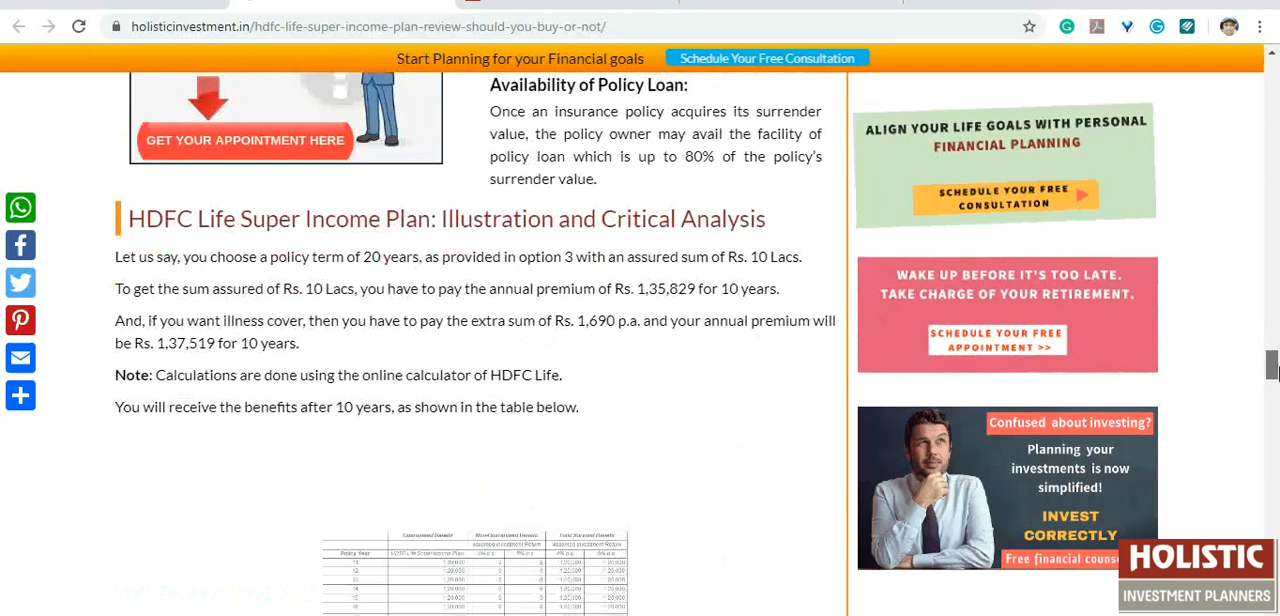 holisticinvestment.in/hdfc-life-super-income-plan-review-should-you-buy-or-not/
Start Planning for your Financial goals
Schedule Your Free Consultation
GET YOUR APPOINTMENT HERE
Availability of Policy Loan:
Once an insurance policy acquires its surrender
value, the policy owner may avail the facility of
policy loan which is up to 80% of the policy's
surrender value.
HDFC Life Super Income Plan: Illustration and Critical Analysis
Let us say, you choose a policy term of 20 years, as provided in option 3 with an assured sum of Rs. 10 Lacs.
To get the sum assured of Rs. 10 Lacs, you have to pay the annual premium of Rs. 1,35,829 for 10 years.
And, if you want illness cover, then you have to pay the extra sum of Rs. 1,690 p.a. and your annual premium will
be Rs. 1,37,519 for 10 years.
Note: Calculations are done using the online calculator of HDFC Life.
You will receive the benefits after 10 years, as shown in the table below.
Policy Year
ALIGN YOUR LIFE GOALS WITH PERSONAL
FINANCIAL PLANNING
SCHEDULE YOUR FREE
CONSULTATION
WAKE UP BEFORE IT'S TOO LATE.
TAKE CHARGE OF YOUR RETIREMENT.
SCHEDULE YOUR FREE
APPOINTMENT >>
Confused about investing?
Planning your
investments is now
simplified!
INVEST
CORRECTLY
Free financial
HOLISTIC
INVESTMENT PLANNERS